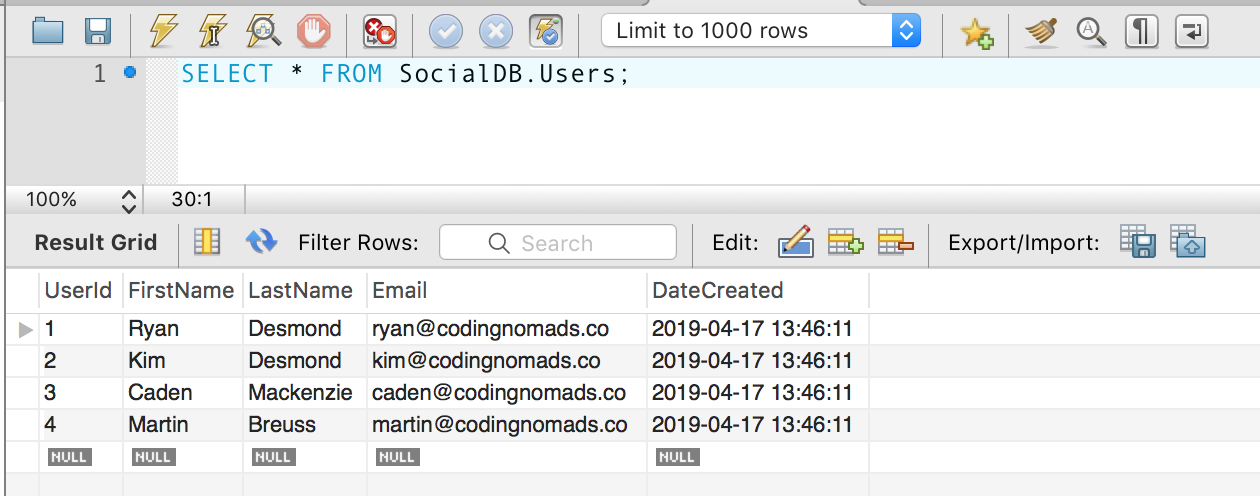 Limit to 1000 rows
1 SELECT * FROM SocialDB.Users;
100% 30:1
Result Grid Filter Rows: Search Edit: Export/Import:
UserId FirstName LastName Email DateCreated
1 Ryan Desmond ryan@codingnomads.co 2019-04-17 13:46:11
2 Kim Desmond kim@codingnomads.co 2019-04-17 13:46:11
3 Caden Mackenzie caden@codingnomads.co 2019-04-17 13:46:11
4 Martin Breuss martin@codingnomads.co 2019-04-17 13:46:11
NULL NULL NULL NULL NULL